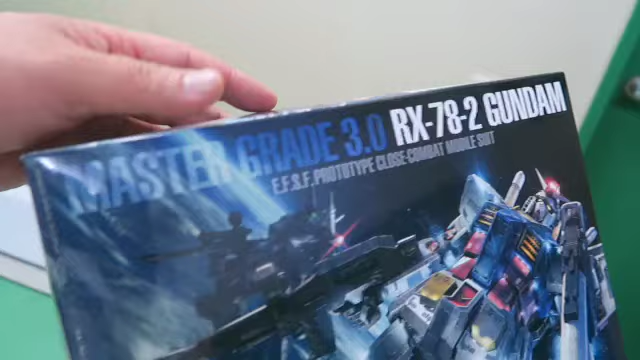 MASTER GRADE 3.0 RX-78-2 GUNDAM
E.F.S.F. PROTOTYPE CLOSE-COMBAT MOBILE SUIT